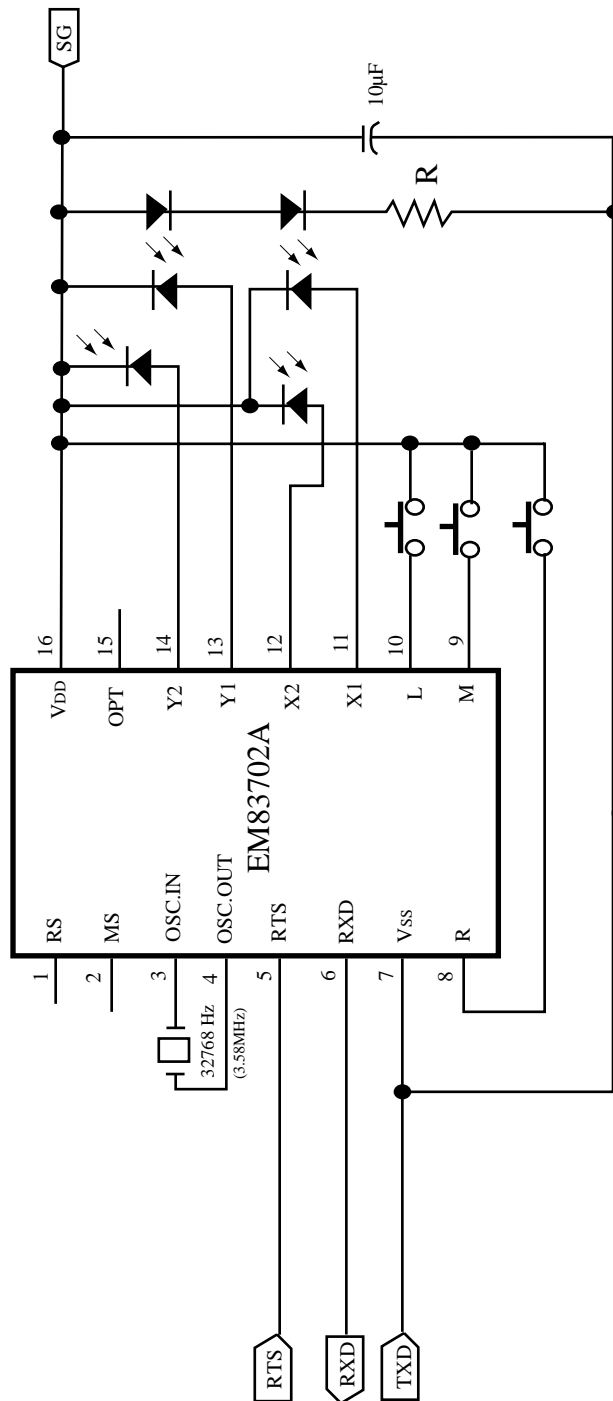 SG
10µF
R
16
15
14
13
12
11
10
9
VDD
OPT
Y2
Y1
X2
X1
L
M
EM83702A
RS
MS
OSC.IN
OSC.OUT
RTS
RXD
VSS
R
1
2
3
4
5
6
7
8
32768 Hz
(3.58MHz)
RTS
RXD
TXD